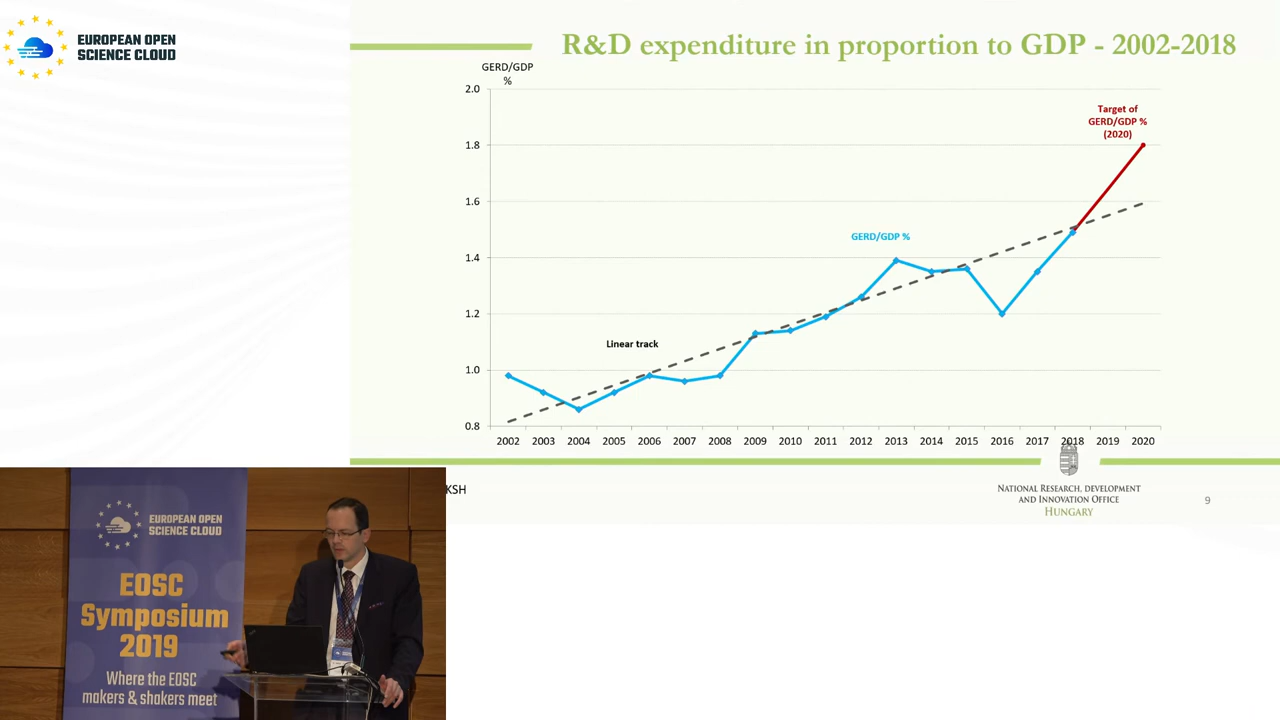 EUROPEAN OPEN
SCIENCE CLOUD
R&D expenditure in proportion to GDP - 2002-2018
GERD/GDP
%
2.0
1.8
1.6
1.4
1.2
1.0
0.8
Target of
GERD/GDP %
(2020)
GERD/GDP %
Linear track
2002 2003 2004 2005 2006 2007 2008 2009 2010 2011 2012 2013 2014 2015 2016 2017 2018 2019 2020
KSH
NATIONAL RESEARCH, DEVELOPMENT
AND INNOVATION OFFICE
HUNGARY
9
EUROPEAN OPEN
SCIENCE CLOUD
EOSC
Symposium
2019
Where the EOSC
makers & shakers meet